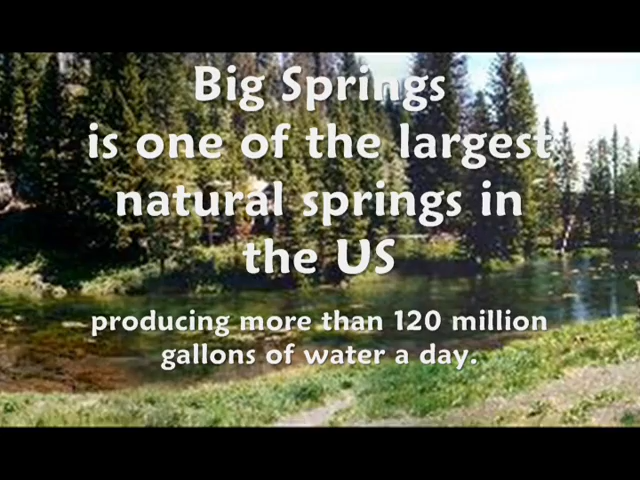 Big Springs
is one of the largest
natural springs in
the US
producing more than 120 million
gallons of water a day.